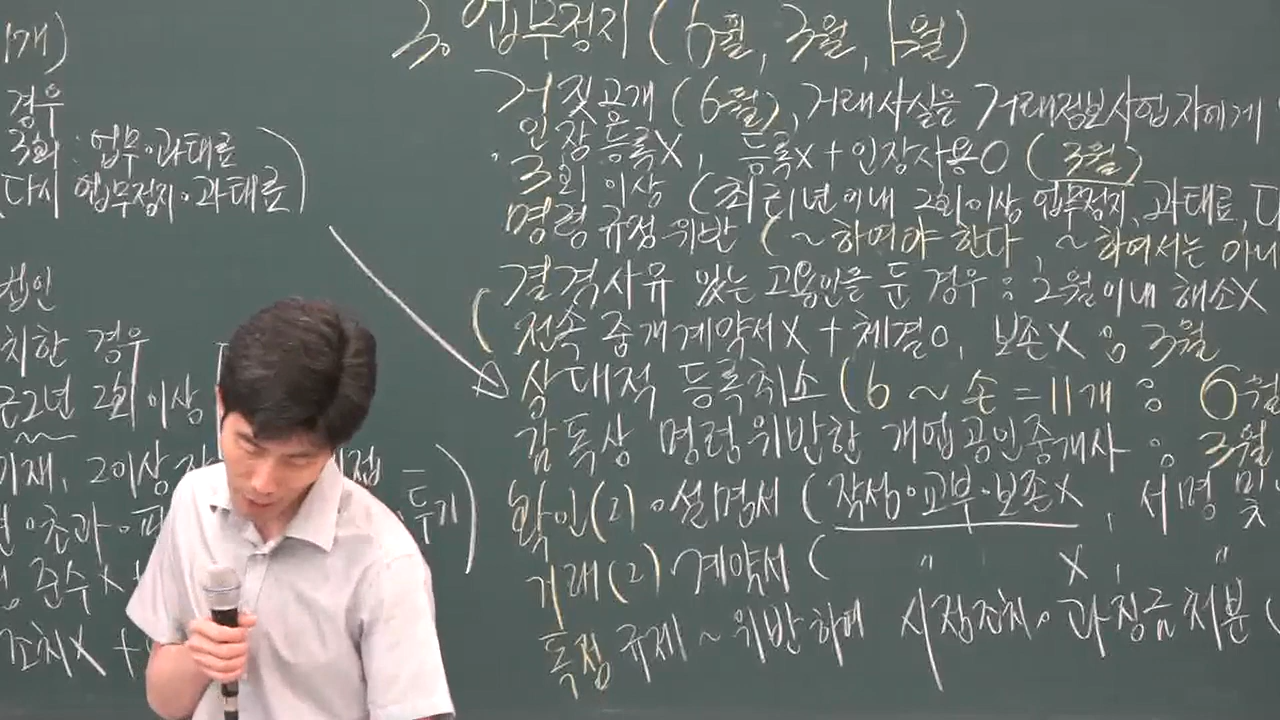 1개)
경우
3회 : 업무·과태료
다시 업무정지·과태료)
법인
치한 경우
근2년 2회 이상
기재, 2이상
두기)
준수X
조치X
3. 업무정지 (6월, 3월, 1월)
거짓공개 (6월), 거래사실을 거래정보사업자에게
인장등록X, 등록X + 인장사용O (3월)
3회 이상 (최근1년이내 2회이상 업무정지, 과태료, 다
명령 규정 위반 (~하여야 한다, ~하여서는 아니
결격사유 있는 고용인을 둔 경우 : 2월이내 해소X
(전속중개계약서X + 체결O, 보존X : 3월
상대적 등록취소 (6 ~ 손 = 11개 : 6월
감독상 명령위반한 개업공인중개사 : 3월
확인(2)·설명서 (작성·교부·보존X, 서명 및
거래(2) 계약서 ( " X, "
독점규제 ~ 위반하여 시정조치·과징금처분 (